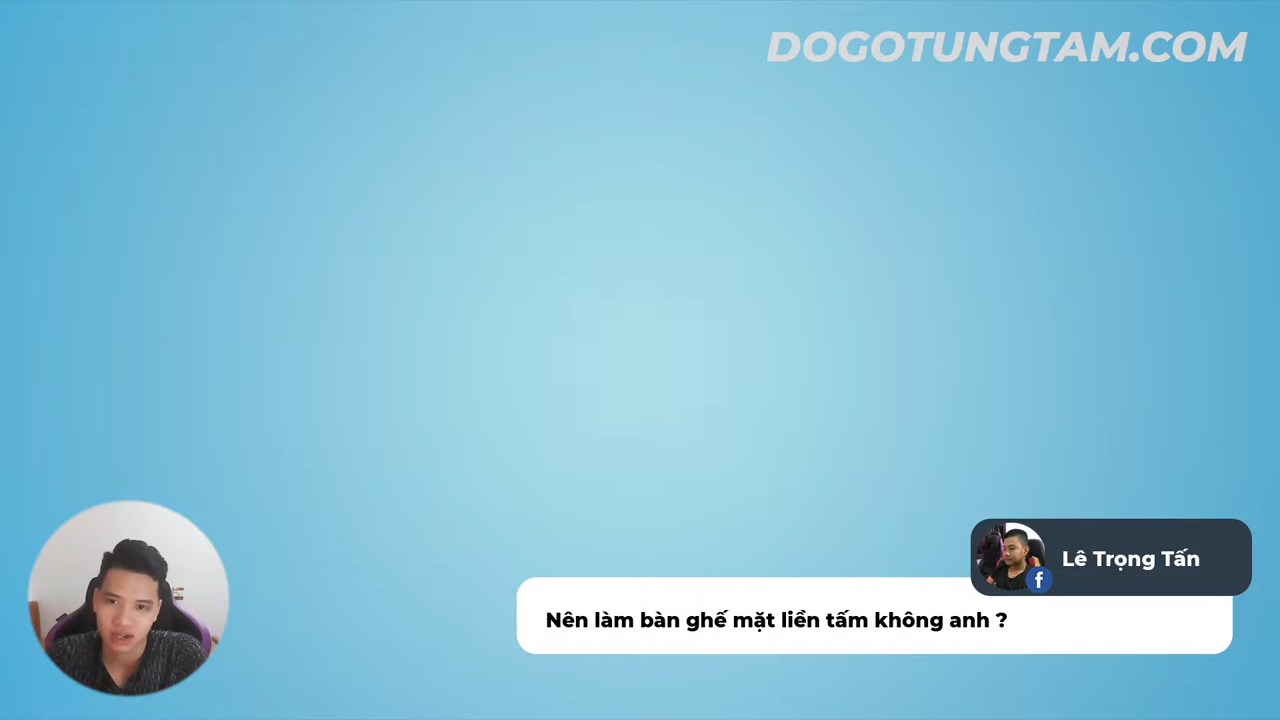 DOGOTUNGTAM.COM
Lê Trọng Tấn
Nên làm bàn ghế mặt liền tấm không anh ?